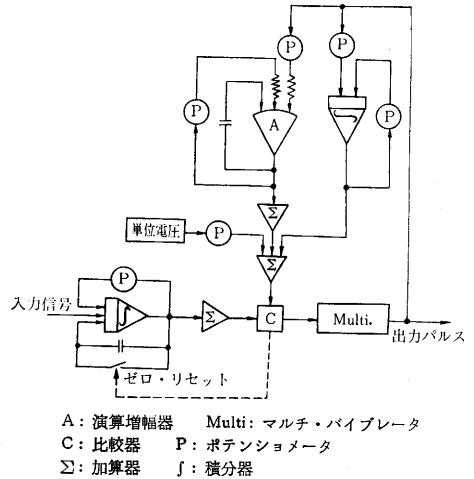 P
P
P
P
A
P
Σ
単位電圧
P
Σ
P
入力信号
∫
Σ
C
Multi.
出力パルス
ゼロ・リセット
A：演算増幅器 Multi：マルチ・バイブレータ
C：比較器 P：ポテンショメータ
Σ：加算器 ∫：積分器